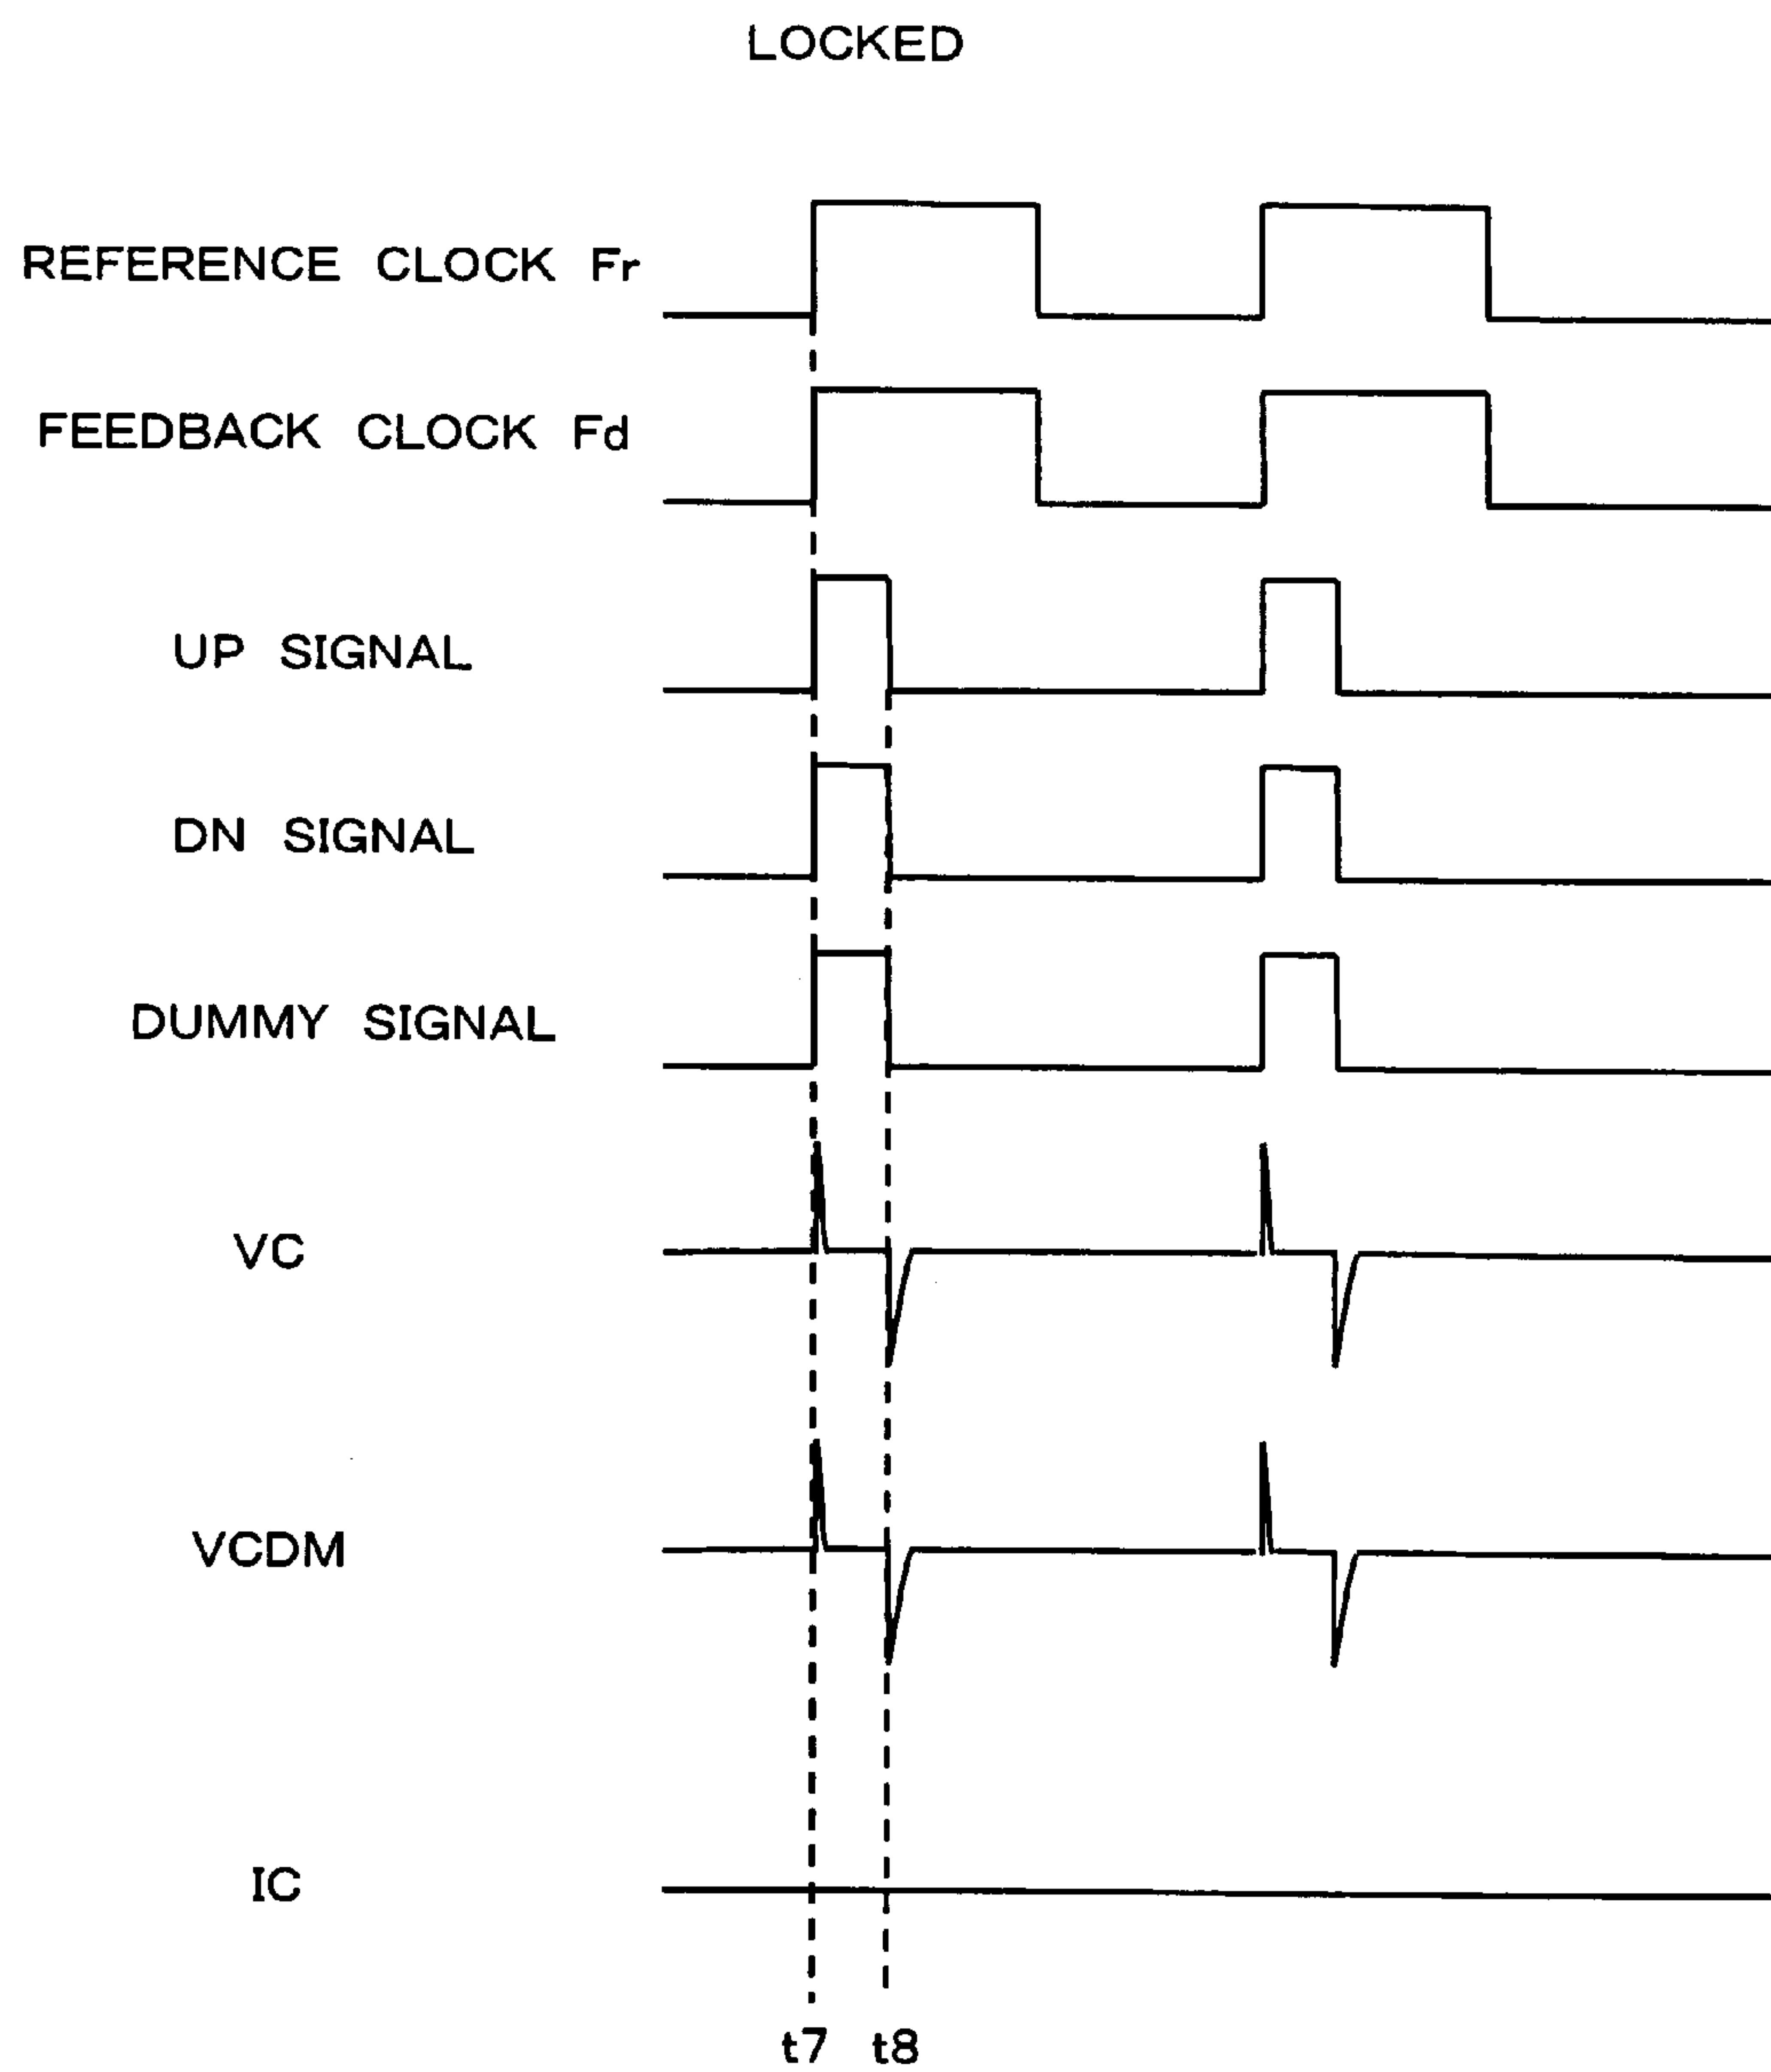 LOCKED
REFERENCE CLOCK Fr
FEEDBACK CLOCK Fd
UP SIGNAL
DN SIGNAL
DUMMY SIGNAL
VC
VCDM
IC
t7 t8